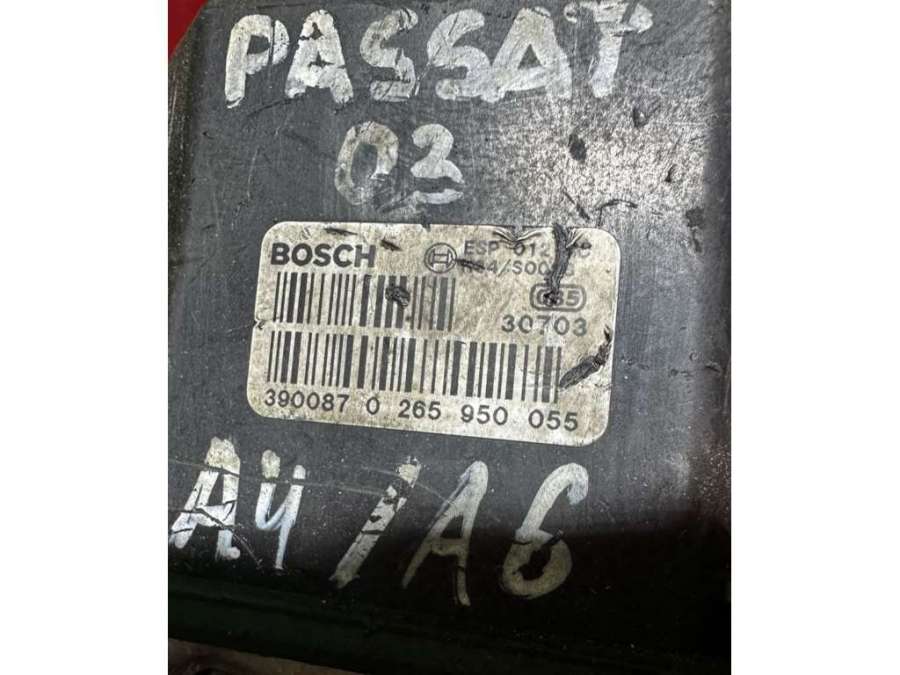 PASSAT
02
BOSCH
ESP
30703
390087 0 265 950 055
A4/A6